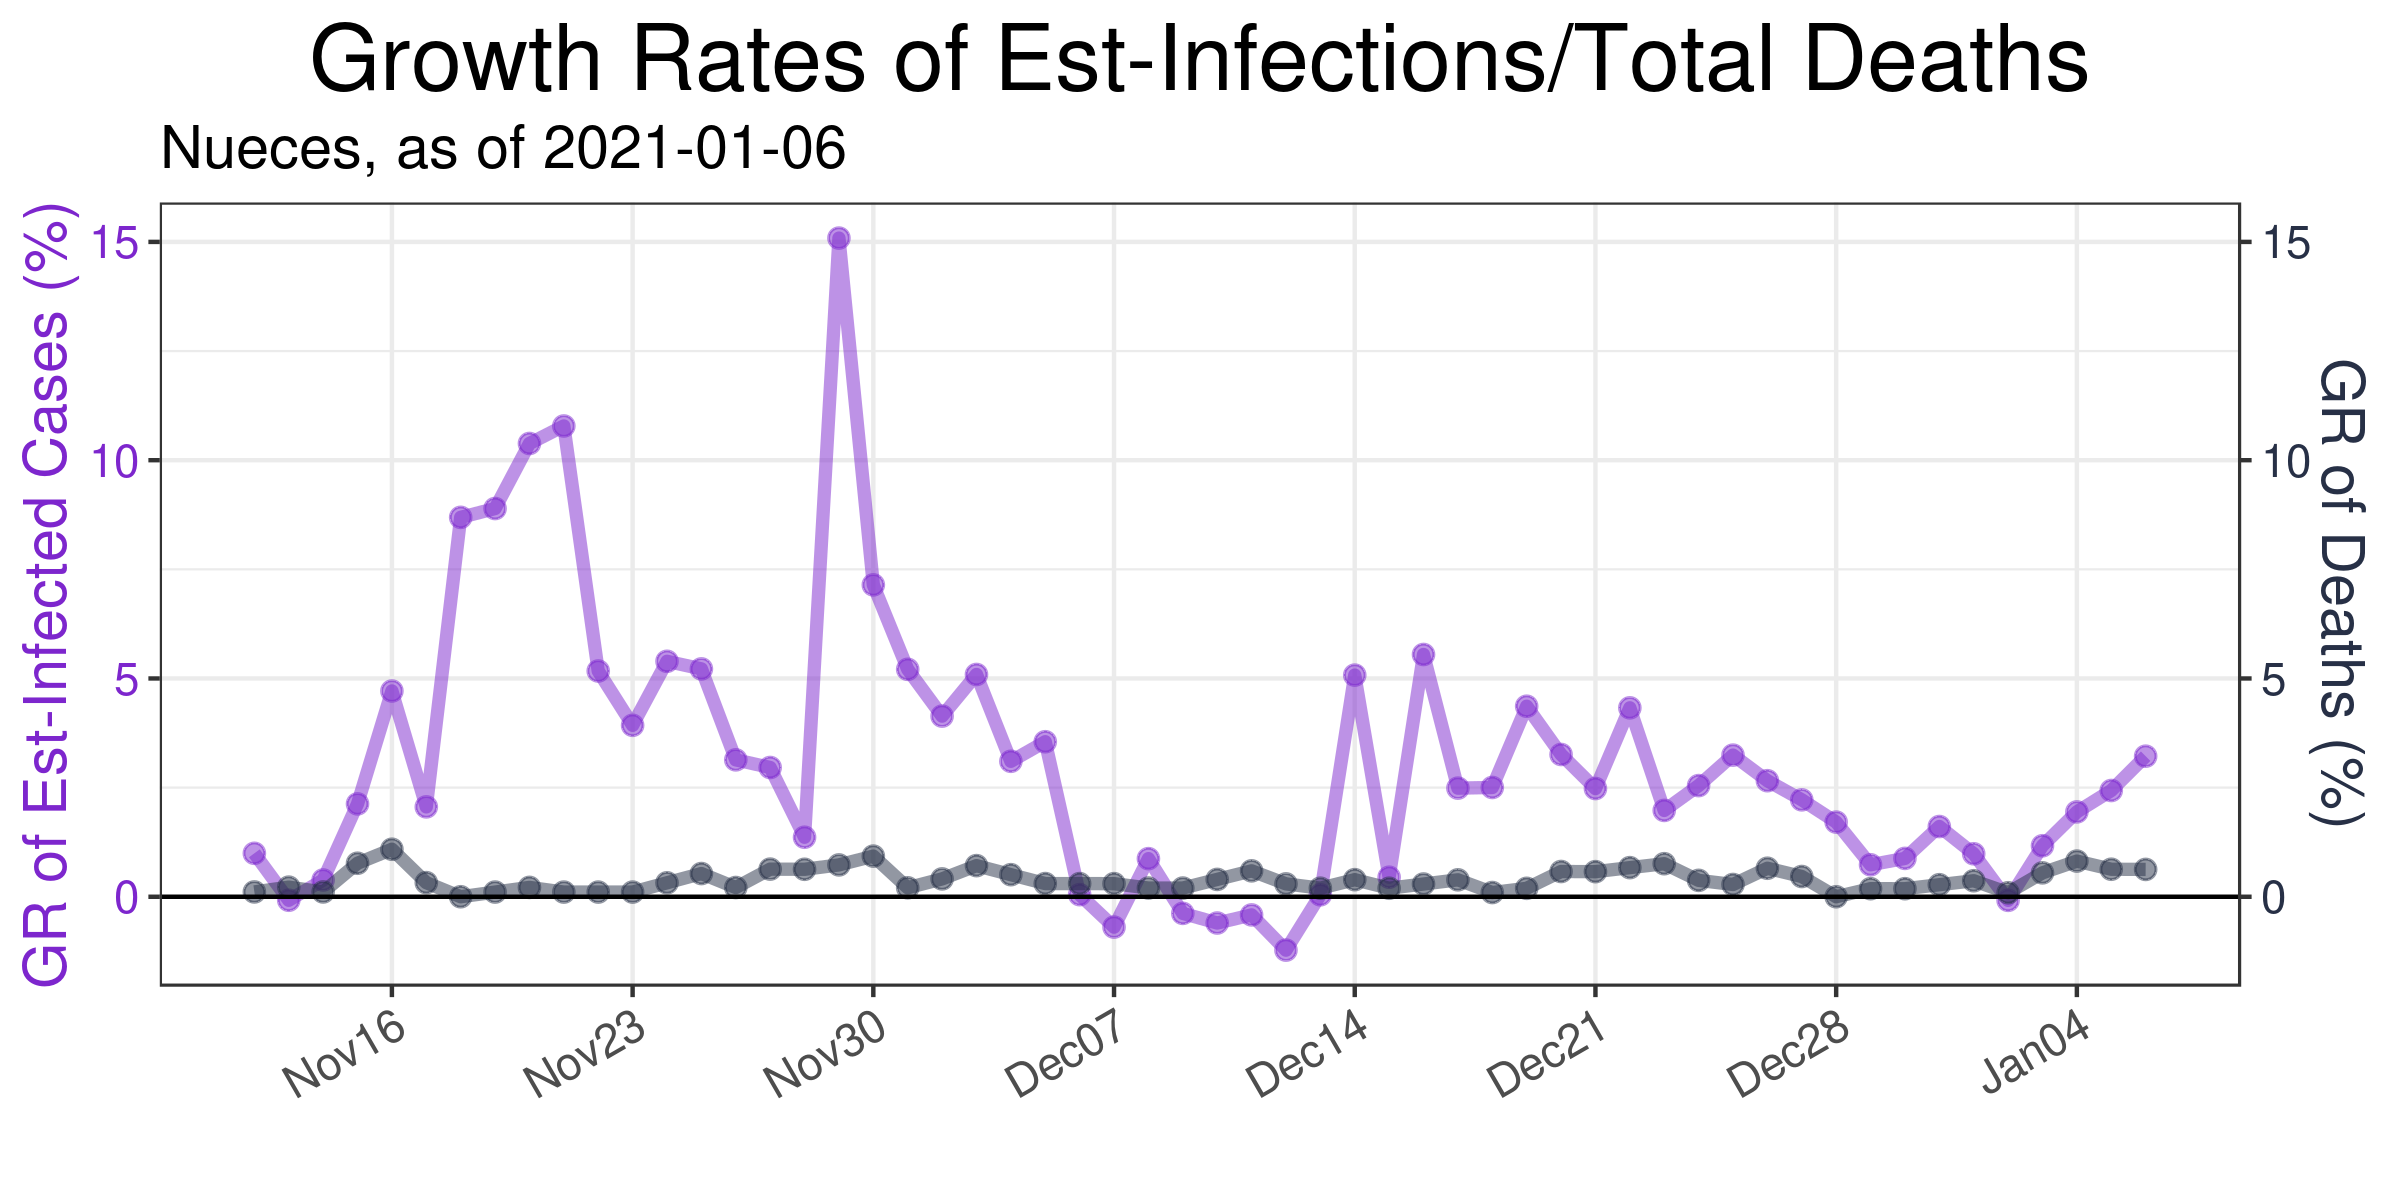 Growth Rates of Est-Infections/Total Deaths
Nueces, as of 2021-01-06
GR of Est-Infected Cases (%)
15
10
5
0
15
10
5
0
GR of Deaths (%)
Nov16
Nov23
Nov30
Dec07
Dec14
Dec21
Dec28
Jan04